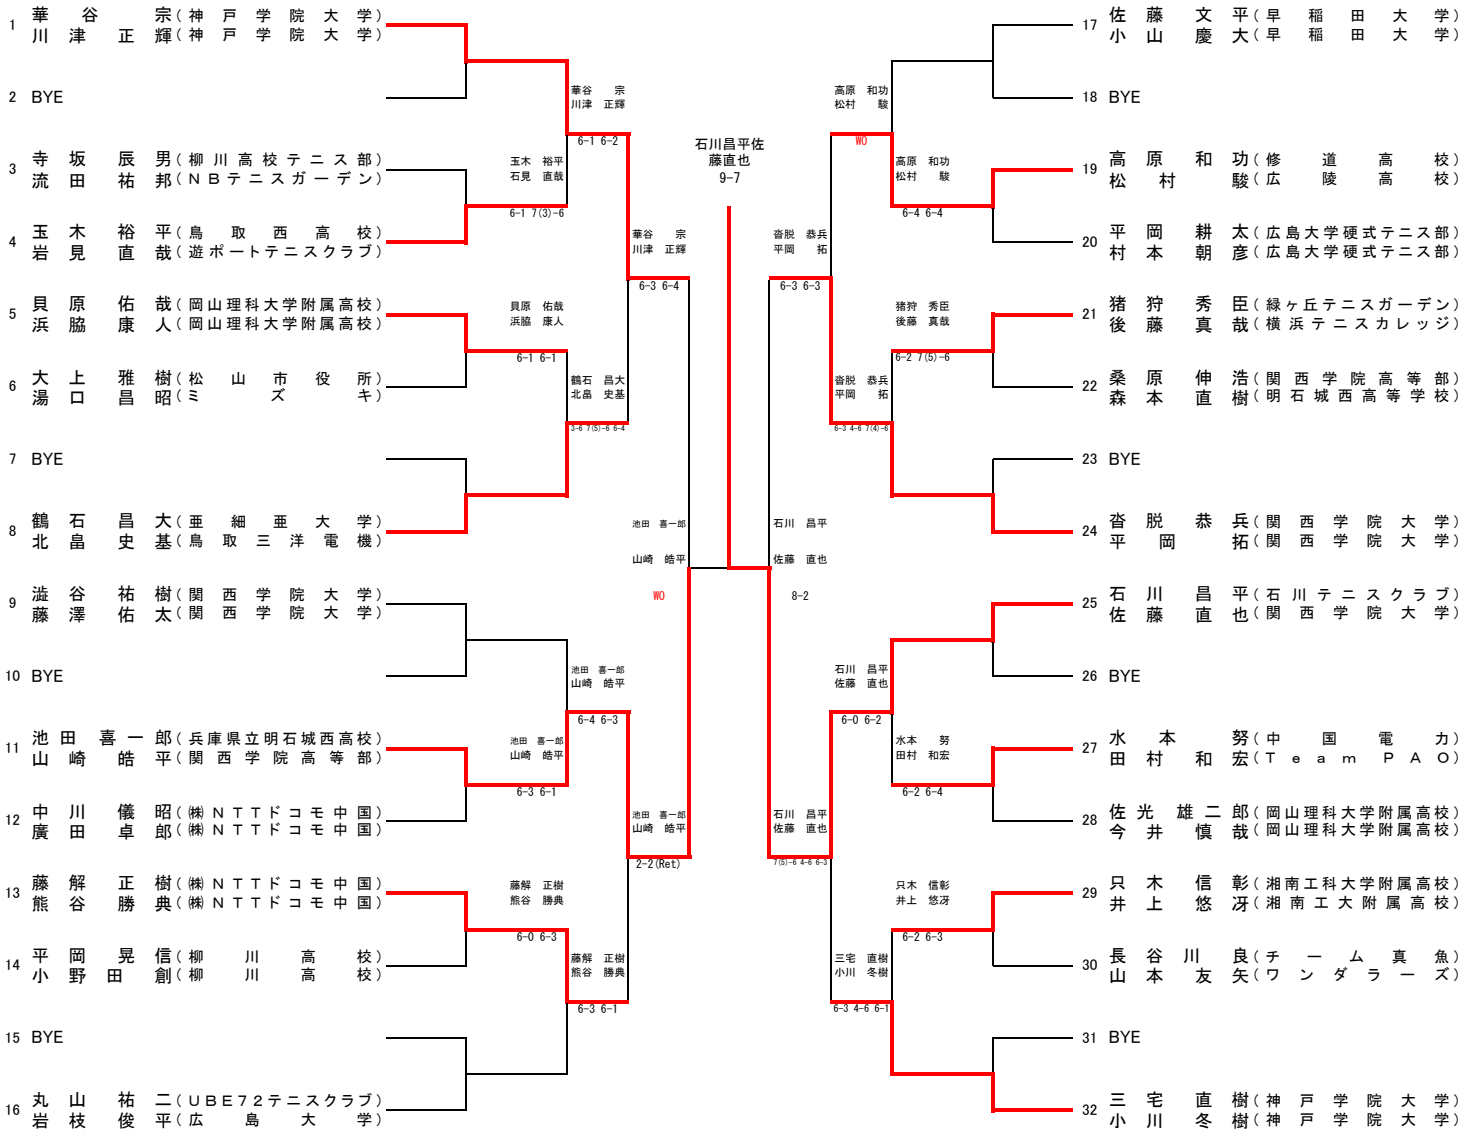 1 華谷 宗(神戸学院大学)
川津 正輝(神戸学院大学)
2 BYE
3 寺坂 辰男(柳川高校テニス部)
流田 祐邦(NBテニスガーデン)
4 玉木 裕平(鳥取西高校)
岩見 直哉(遊ポートテニスクラブ)
5 貝原 佑哉(岡山理科大学附属高校)
浜脇 康人(岡山理科大学附属高校)
6 大上 雅樹(松山市役所)
湯口 昌昭(ミズキ)
7 BYE
8 鶴石 昌大(亜細亜大学)
北畠 史基(鳥取三洋電機)
9 澁谷 祐樹(関西学院大学)
藤澤 佑太(関西学院大学)
10 BYE
11 池田 喜一郎(兵庫県立明石城西高校)
山崎 皓平(関西学院高等部)
12 中川 儀昭(㈱NTTドコモ中国)
廣田 卓郎(㈱NTTドコモ中国)
13 藤解 正樹(㈱NTTドコモ中国)
熊谷 勝典(㈱NTTドコモ中国)
14 平岡 晃信(柳川高校)
小野田 創(柳川高校)
15 BYE
16 丸山 祐二(UBE72テニスクラブ)
岩枝 俊平(広島大学)
華谷 宗
川津 正輝
6-1 6-2
玉木 裕平
石見 直哉
6-1 7(3)-6
華谷 宗
川津 正輝
6-3 6-4
貝原 佑哉
浜脇 康人
6-1 6-1
鶴石 昌大
北畠 史基
3-6 7(5)-6 6-4
池田 喜一郎
山崎 皓平
WO
池田 喜一郎
山崎 皓平
6-4 6-3
池田 喜一郎
山崎 皓平
6-3 6-1
池田 喜一郎
山崎 皓平
2-2(Ret)
藤解 正樹
熊谷 勝典
6-0 6-3
藤解 正樹
熊谷 勝典
6-3 6-1
石川昌平佐
藤直也
9-7
高原 和功
松村 駿
WO
高原 和功
松村 駿
6-4 6-4
沓脱 恭兵
平岡 拓
6-3 6-3
猪狩 秀臣
後藤 真哉
6-2 7(5)-6
沓脱 恭兵
平岡 拓
6-3 4-6 7(4)-6
石川 昌平
佐藤 直也
8-2
石川 昌平
佐藤 直也
6-0 6-2
水本 努
田村 和宏
6-2 6-4
石川 昌平
佐藤 直也
7(5)-6 4-6 6-3
只木 信彰
井上 悠冴
6-2 6-3
三宅 直樹
小川 冬樹
6-3 4-6 6-1
17 佐藤 文平(早稲田大学)
小山 慶大(早稲田大学)
18 BYE
19 高原 和功(修道高校)
松村 駿(広陵高校)
20 平岡 耕太(広島大学硬式テニス部)
村本 朝彦(広島大学硬式テニス部)
21 猪狩 秀臣(緑ヶ丘テニスガーデン)
後藤 真哉(横浜テニスカレッジ)
22 桑原 伸浩(関西学院高等部)
森本 直樹(明石城西高等学校)
23 BYE
24 沓脱 恭兵(関西学院大学)
平岡 拓(関西学院大学)
25 石川 昌平(石川テニスクラブ)
佐藤 直也(関西学院大学)
26 BYE
27 水本 努(中国電力)
田村 和宏(Team PAO)
28 佐光 雄二郎(岡山理科大学附属高校)
今井 慎哉(岡山理科大学附属高校)
29 只木 信彰(湘南工科大学附属高校)
井上 悠冴(湘南工大附属高校)
30 長谷川 良(チーム真魚)
山本 友矢(ワンダラーズ)
31 BYE
32 三宅 直樹(神戸学院大学)
小川 冬樹(神戸学院大学)